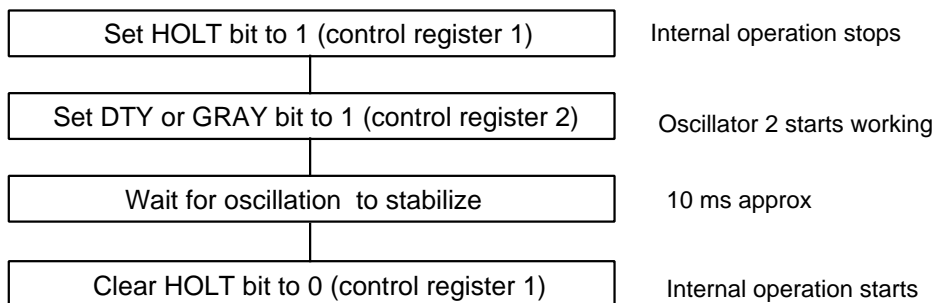 Set HOLT bit to 1 (control register 1)
Internal operation stops
Set DTY or GRAY bit to 1 (control register 2)
Oscillator 2 starts working
Wait for oscillation to stabilize
10 ms approx
Clear HOLT bit to 0 (control register 1)
Internal operation starts